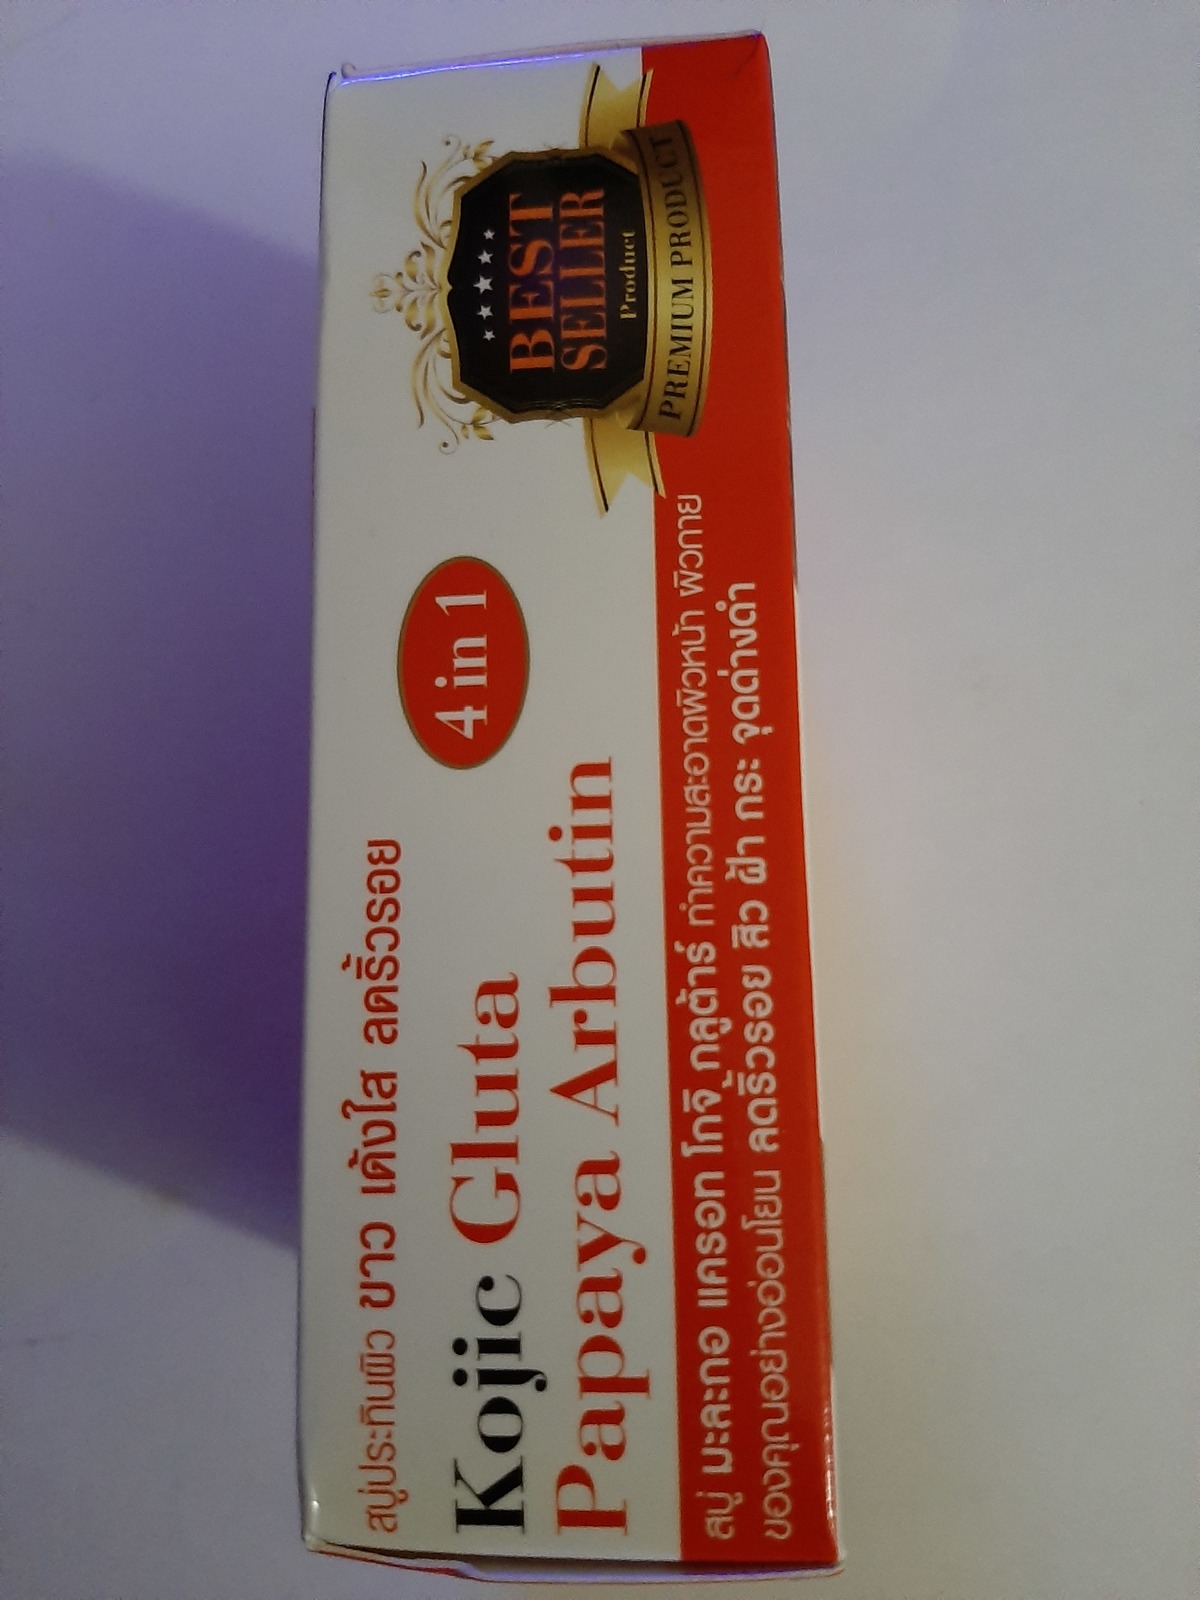 สบู่ประทินผิว ขาว เด้งใส ลดริ้วรอย
Kojic Gluta
Papaya Arbutin
4 in 1
BEST
SELLER
Product
PREMIUM PRODUCT
สบู่ มะละกอ แครอท โกจิ กลูต้าร์ ทำความสะอาดผิวหน้า ผิวกาย
ของคุณอย่างอ่อนโยน ลดริ้วรอย สิว ฝ้า กระ จุดด่างดำ